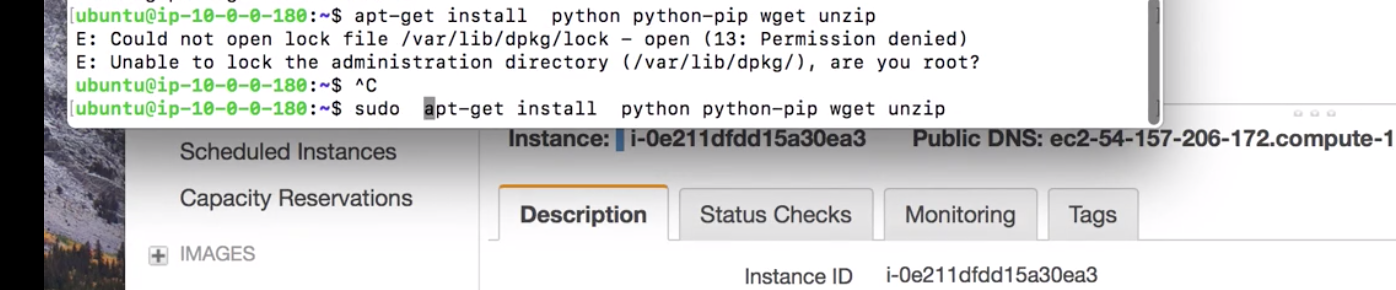 ubuntu@ip-10-0-0-180:~$ apt-get install  python python-pip wget unzip
E: Could not open lock file /var/lib/dpkg/lock - open (13: Permission denied)
E: Unable to lock the administration directory (/var/lib/dpkg/), are you root?
ubuntu@ip-10-0-0-180:~$ ^C
ubuntu@ip-10-0-0-180:~$ sudo  apt-get install  python python-pip wget unzip
Scheduled Instances
Capacity Reservations
IMAGES
Instance: i-0e211dfdd15a30ea3 Public DNS: ec2-54-157-206-172.compute-1
Description Status Checks Monitoring Tags
Instance ID i-0e211dfdd15a30ea3